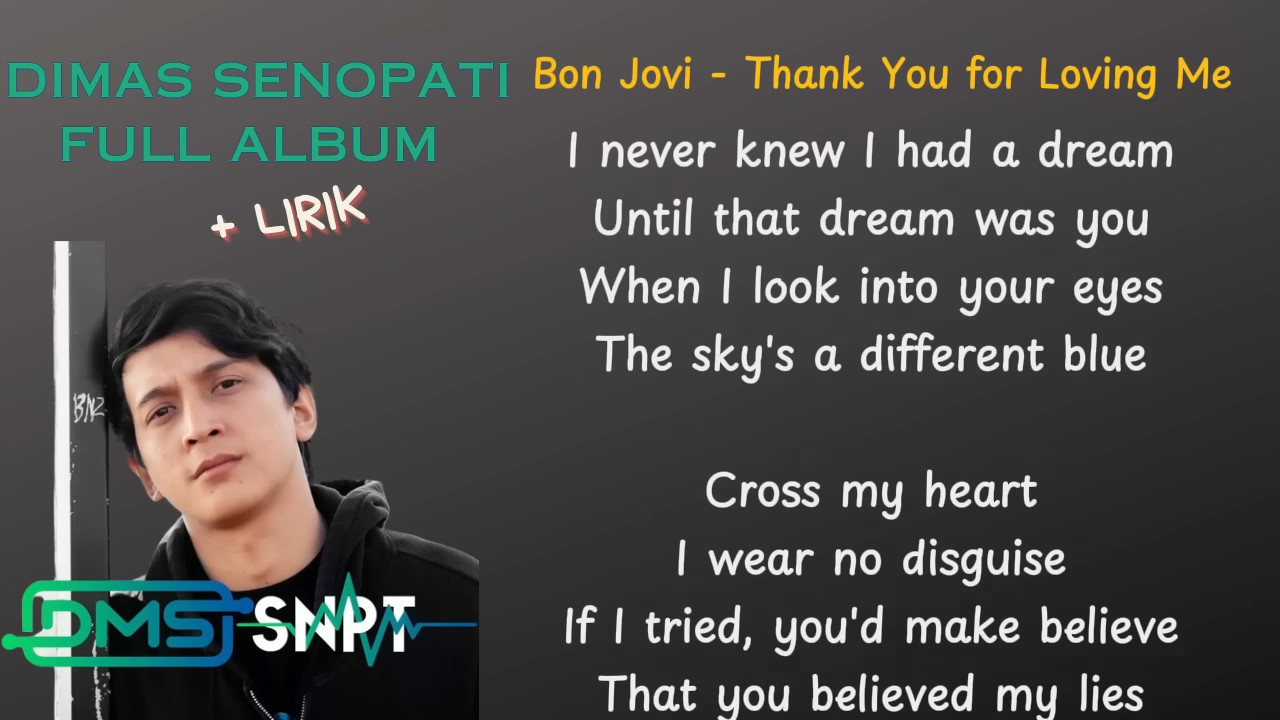 DIMAS SENOPATI
FULL ALBUM
+ LIRIK
BNZ
DMS SNPT
Bon Jovi - Thank You for Loving Me
I never knew I had a dream
Until that dream was you
When I look into your eyes
The sky's a different blue
Cross my heart
I wear no disguise
If I tried, you'd make believe
That you believed my lies